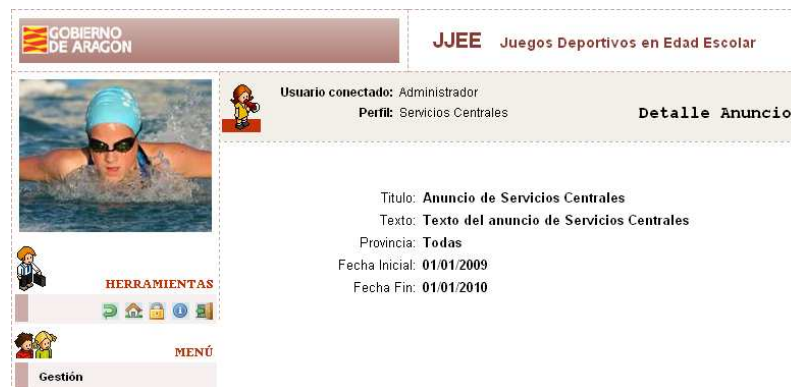 GOBIERNO
DE ARAGON
JJEE Juegos Deportivos en Edad Escolar
Usuario conectado: Administrador
Perfil: Servicios Centrales
Detalle Anuncio
Titulo: Anuncio de Servicios Centrales
Texto: Texto del anuncio de Servicios Centrales
Provincia: Todas
Fecha Inicial: 01/01/2009
Fecha Fin: 01/01/2010
HERRAMIENTAS
MENÚ
Gestión